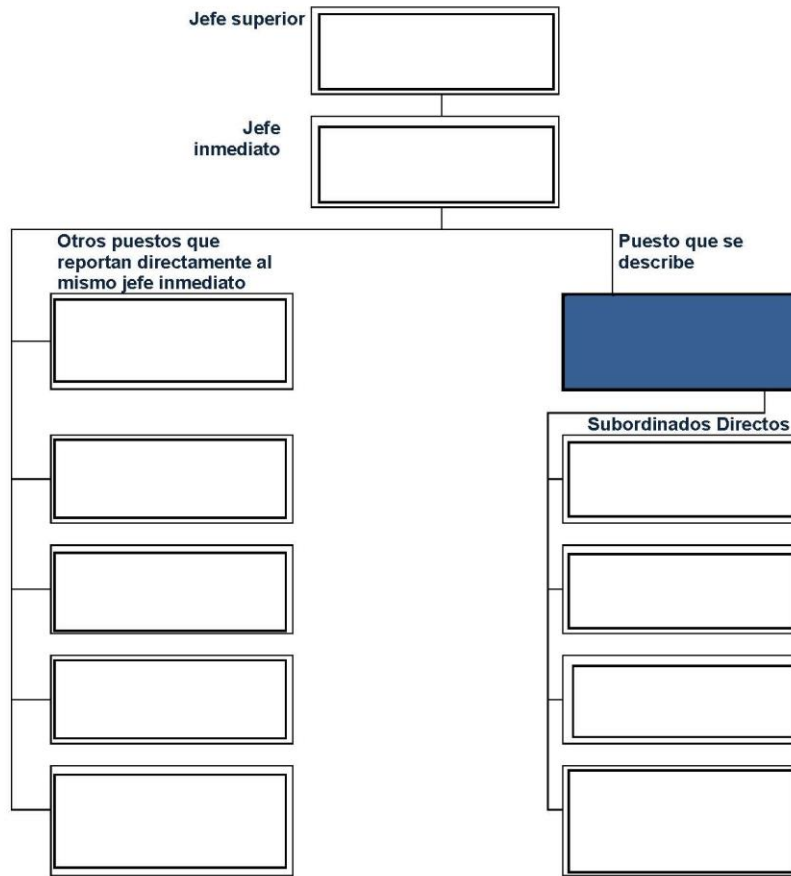 Jefe superior
Jefe
inmediato
Otros puestos que
reportan directamente al
mismo jefe inmediato
Puesto que se
describe
Subordinados Directos